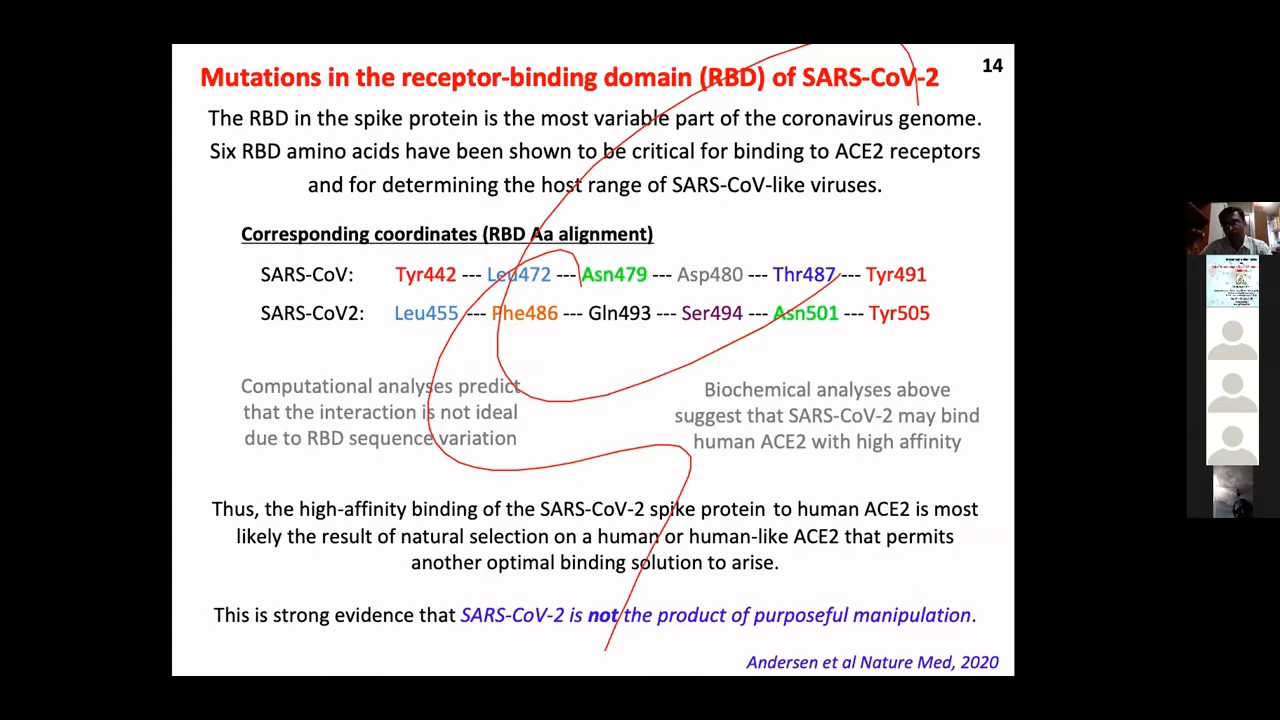 Mutations in the receptor-binding domain (RBD) of SARS-CoV-2
14
The RBD in the spike protein is the most variable part of the coronavirus genome.
Six RBD amino acids have been shown to be critical for binding to ACE2 receptors
and for determining the host range of SARS-CoV-like viruses.
Corresponding coordinates (RBD Aa alignment)
SARS-CoV: Tyr442 --- Leu472 --- Asn479 --- Asp480 --- Thr487 --- Tyr491
SARS-CoV2: Leu455 --- Phe486 --- Gln493 --- Ser494 --- Asn501 --- Tyr505
Computational analyses predict
that the interaction is not ideal
due to RBD sequence variation
Biochemical analyses above
suggest that SARS-CoV-2 may bind
human ACE2 with high affinity
Thus, the high-affinity binding of the SARS-CoV-2 spike protein to human ACE2 is most
likely the result of natural selection on a human or human-like ACE2 that permits
another optimal binding solution to arise.
This is strong evidence that SARS-CoV-2 is not the product of purposeful manipulation.
Andersen et al Nature Med, 2020